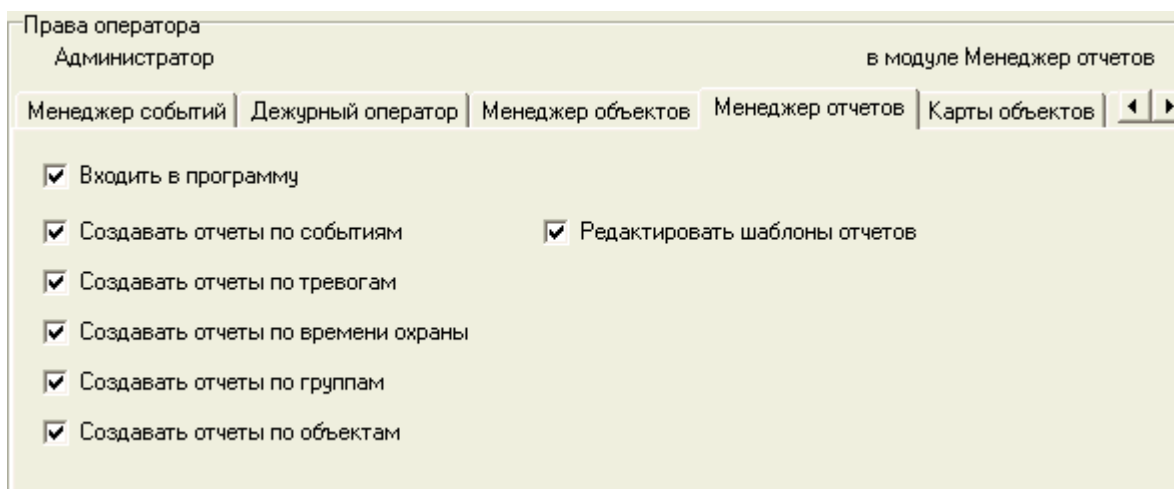 Права оператора
Администратор в модуле Менеджер отчетов
Менеджер событий Дежурный оператор Менеджер объектов Менеджер отчетов Карты объектов
Входить в программу
Создавать отчеты по событиям Редактировать шаблоны отчетов
Создавать отчеты по тревогам
Создавать отчеты по времени охраны
Создавать отчеты по группам
Создавать отчеты по объектам